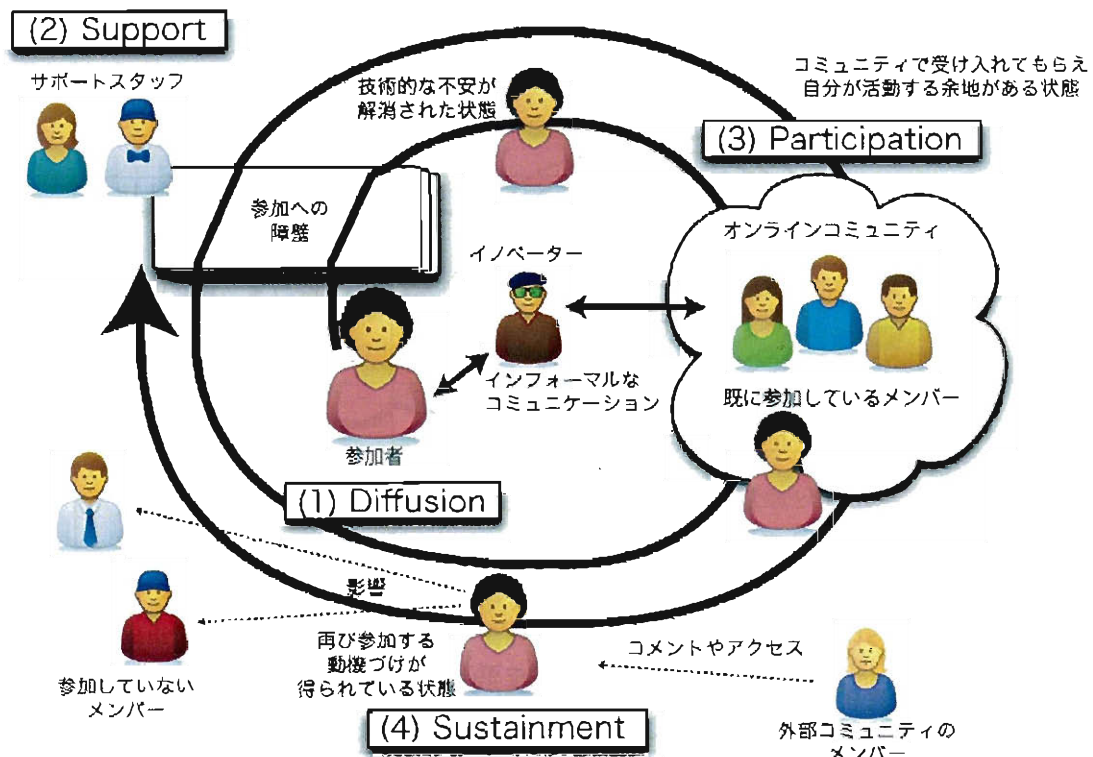 (2) Support
サポートスタッフ
技術的な不安が
解消された状態
コミュニティで受け入れてもらえ
自分が活動する余地がある状態
(3) Participation
参加への
障壁
オンラインコミュニティ
イノベーター
インフォーマルな
コミュニケーション
既に参加しているメンバー
参加者
(1) Diffusion
影響
再び参加する
動機づけが
得られている状態
コメントやアクセス
参加していない
メンバー
(4) Sustainment
外部コミュニティの
メンバー